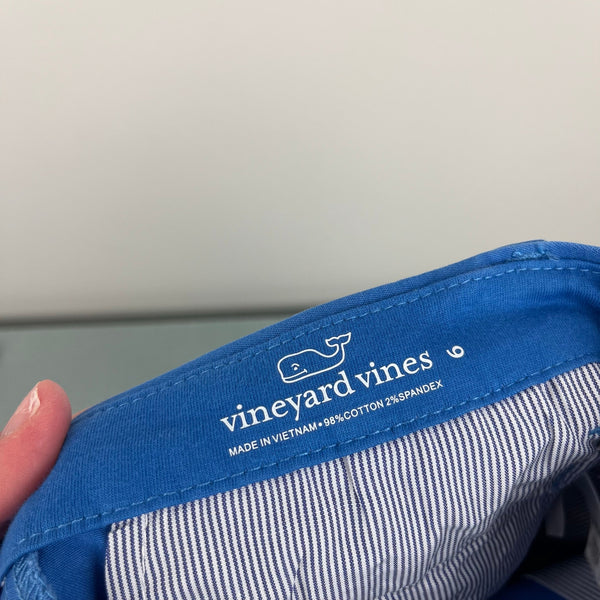 vineyard vines 6
MADE IN VIETNAM • 98%COTTON 2%SPANDEX